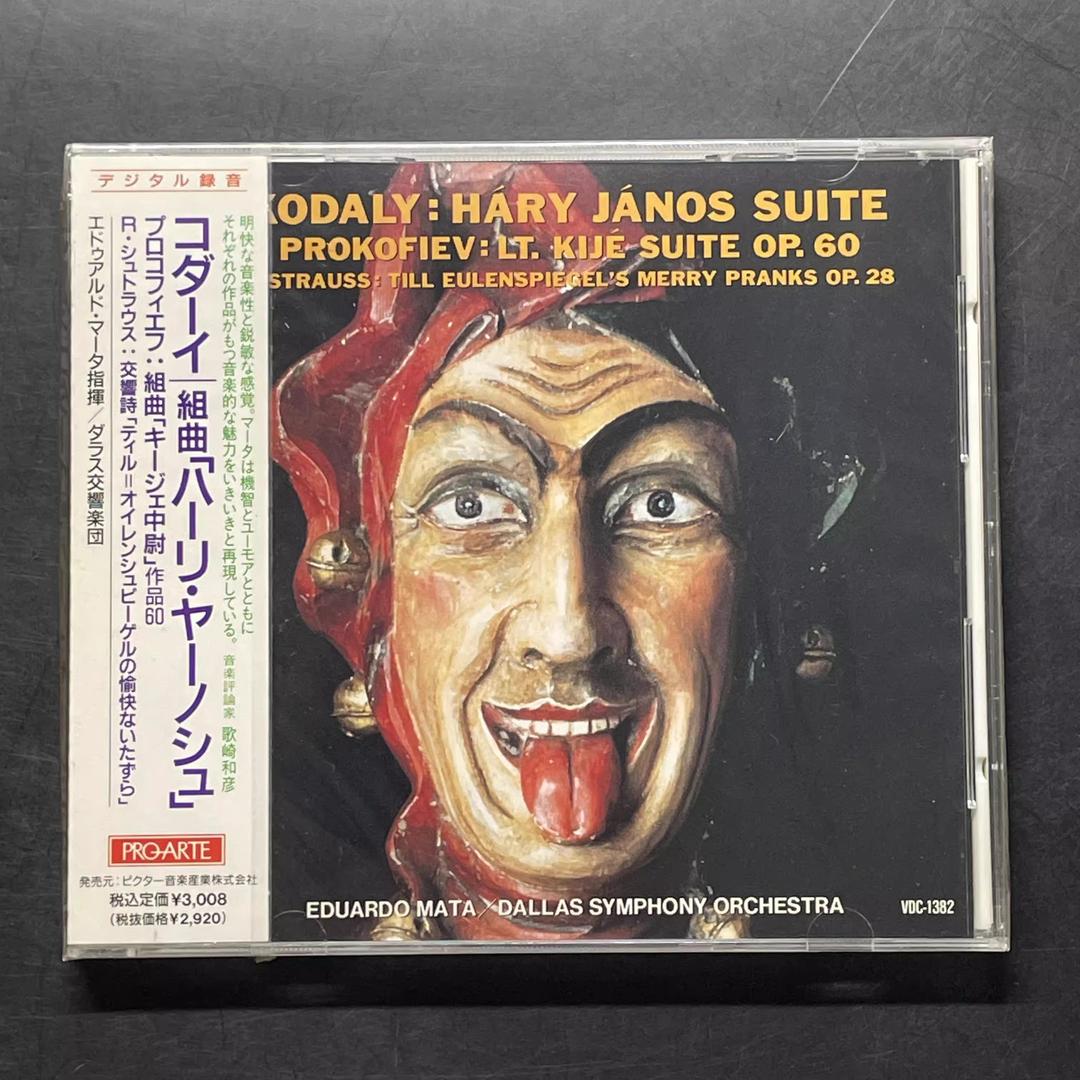 デジタル録音
明快な音楽性と鋭敏な感覚。マータは機智とユーモアとともに
それぞれの作品がもつ音楽的な魅力をいきいきと再現している。 音楽評論家 歌崎和彦
コダーイ｜組曲「ハーリ・ヤーノシュ」
プロコフィエフ:組曲「キージェ中尉」作品60
R・シュトラウス:交響詩「ティル=オイレンシュピーゲルの愉快ないたずら」
エドゥアルド・マータ指揮/ダラス交響楽団
PRO-ARTE
発売元:ビクター音楽産業株式会社
税込定価¥3,008
(税抜価格¥2,920)
KODALY: HÁRY JÁNOS SUITE
PROKOFIEV: LT. KIJÉ SUITE OP. 60
STRAUSS: TILL EULENSPIEGEL'S MERRY PRANKS OP. 28
EDUARDO MATA/DALLAS SYMPHONY ORCHESTRA
VDC-1382